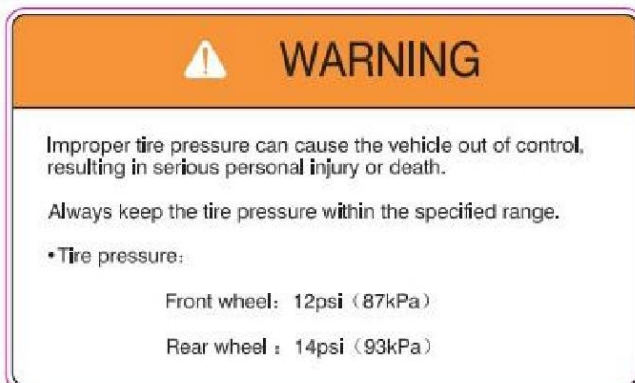 WARNING
Improper tire pressure can cause the vehicle out of control,
resulting in serious personal injury or death.
Always keep the tire pressure within the specified range.
•Tire pressure：
Front wheel：12psi（87kPa）
Rear wheel：14psi（93kPa）